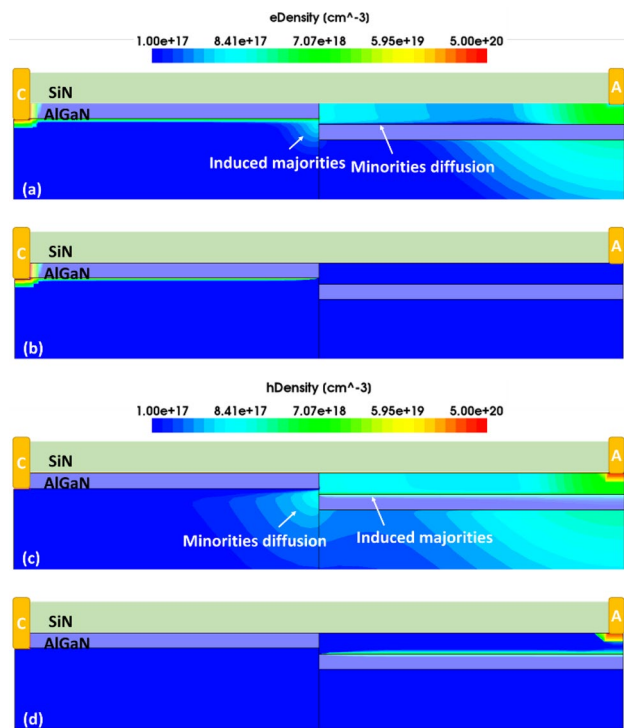 eDensity (cm^-3)
1.00e+17 8.41e+17 7.07e+18 5.95e+19 5.00e+20
C SiN A
AlGaN
Induced majorities Minorities diffusion
(a)
C SiN A
AlGaN
(b)
hDensity (cm^-3)
1.00e+17 8.41e+17 7.07e+18 5.95e+19 5.00e+20
C SiN A
AlGaN
Minorities diffusion Induced majorities
(c)
C SiN A
AlGaN
(d)